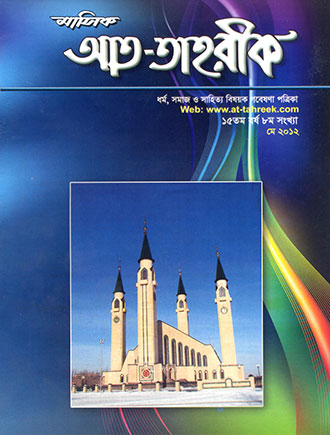 মাসিক
আত-তাহরীক
ধর্ম, সমাজ ও সাহিত্য বিষয়ক গবেষণা পত্রিকা
Web: www.at-tahreek.com
১৫তম বর্ষ ৮ম সংখ্যা
মে ২০১২